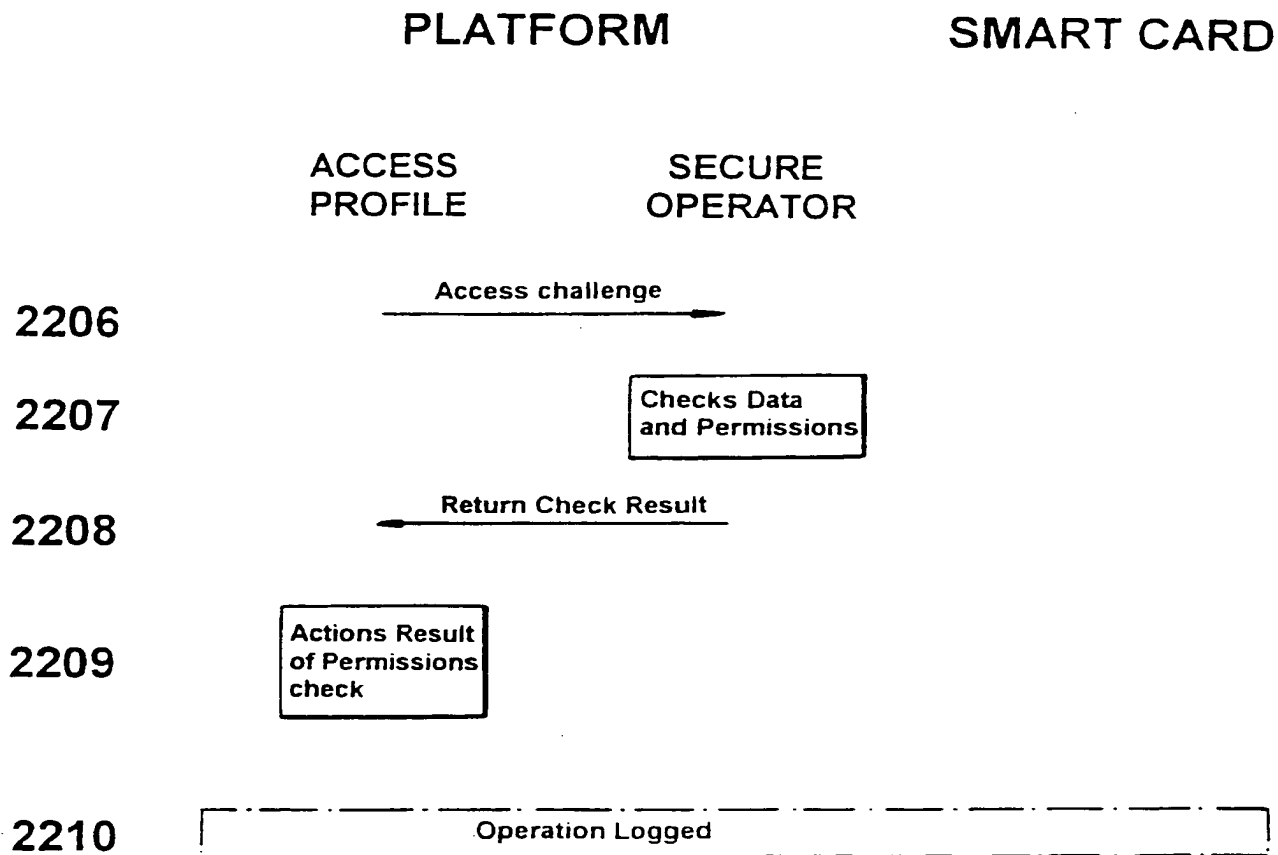 PLATFORM SMART CARD
ACCESS PROFILE
SECURE OPERATOR
2206 Access challenge
2207 Checks Data
and Permissions
2208 Return Check Result
2209 Actions Result
of Permissions
check
2210 Operation Logged